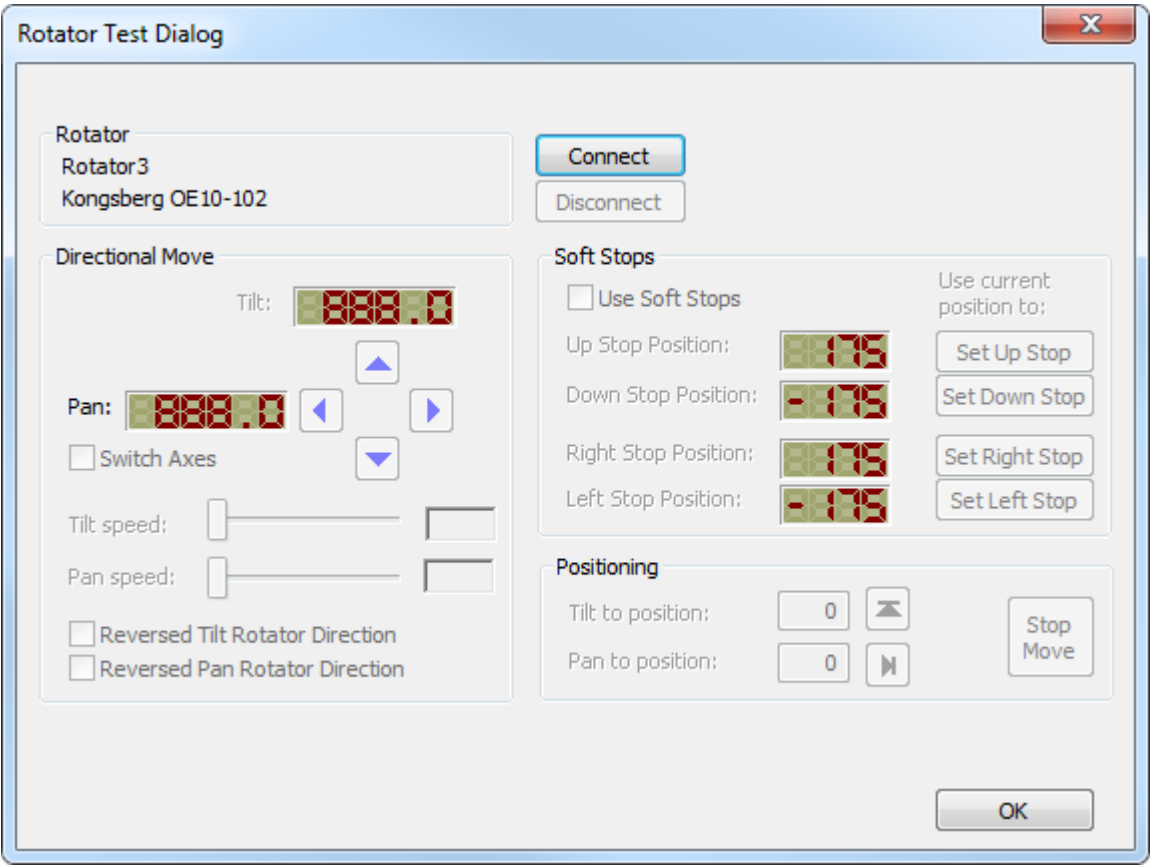 Rotator Test Dialog
Rotator
Rotator3
Kongsberg OE10-102
Connect
Disconnect
Directional Move
Tilt: 888.0
Pan: 888.0
Switch Axes
Tilt speed:
Pan speed:
Reversed Tilt Rotator Direction
Reversed Pan Rotator Direction
Soft Stops
Use Soft Stops
Use current
position to:
Up Stop Position: 175 Set Up Stop
Down Stop Position: -175 Set Down Stop
Right Stop Position: 175 Set Right Stop
Left Stop Position: -175 Set Left Stop
Positioning
Tilt to position: 0
Pan to position: 0
Stop
Move
OK